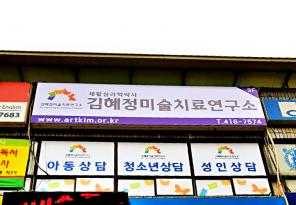 재활심리학박사
김혜정미술치료연구소
3F
www.artkim.or.kr
T.416-7574
아동상담
청소년상담
성인상담
English
7683